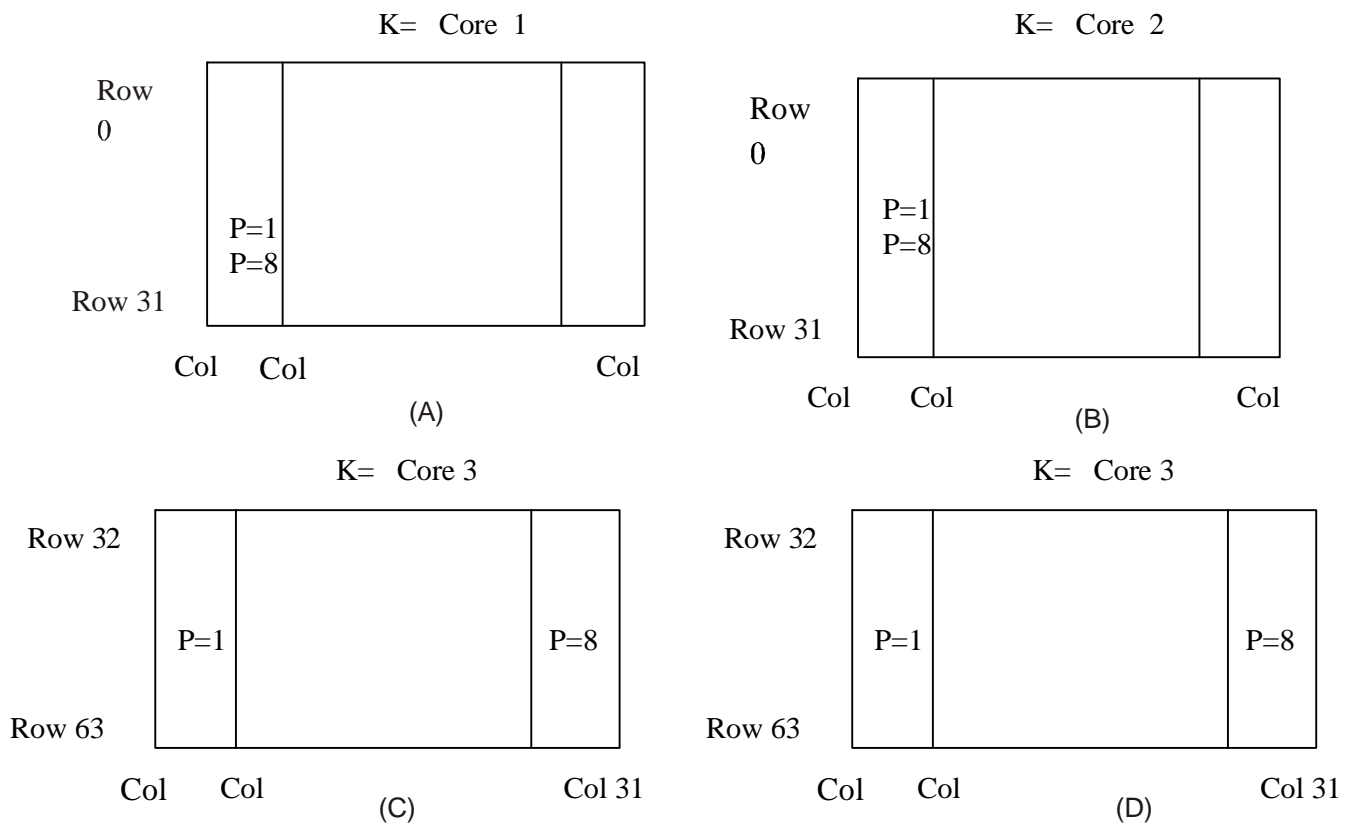 K= Core 1
Row
0
P=1
P=8
Row 31
Col Col Col
(A)
K= Core 2
Row
0
P=1
P=8
Row 31
Col Col Col
(B)
K= Core 3
Row 32
P=1 P=8
Row 63
Col Col Col 31
(C)
K= Core 3
Row 32
P=1 P=8
Row 63
Col Col Col 31
(D)